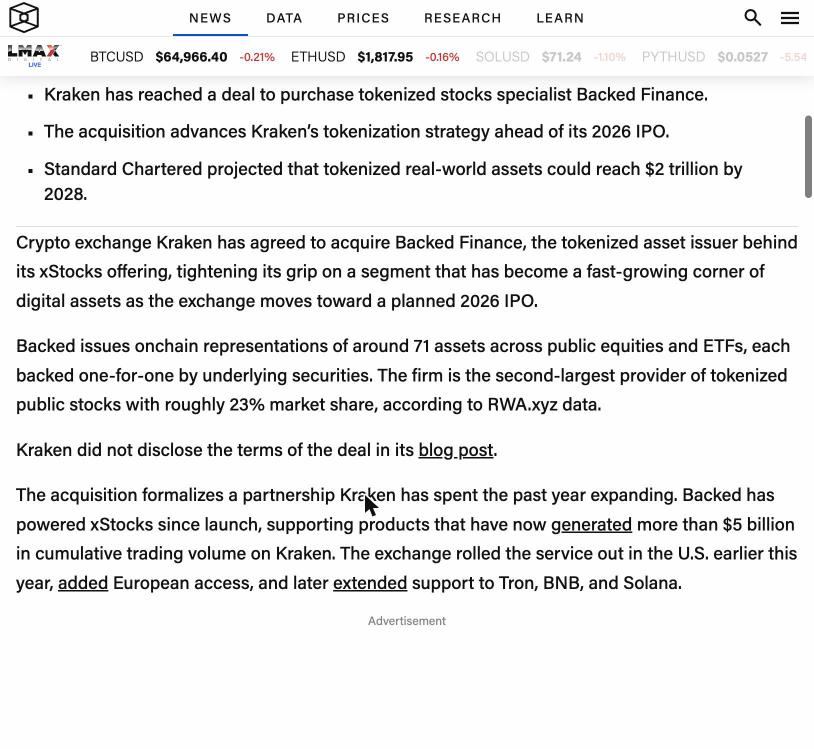 NEWS DATA PRICES RESEARCH LEARN
LMAX BTCUSD $64,966.40 -0.21% ETHUSD $1,817.95 -0.16% SOLUSD $71.24 -1.10% PYTHUSD $0.0527 -5.54
DIGITAL
LIVE
Kraken has reached a deal to purchase tokenized stocks specialist Backed Finance.
The acquisition advances Kraken’s tokenization strategy ahead of its 2026 IPO.
Standard Chartered projected that tokenized real-world assets could reach $2 trillion by
2028.
Crypto exchange Kraken has agreed to acquire Backed Finance, the tokenized asset issuer behind
its xStocks offering, tightening its grip on a segment that has become a fast-growing corner of
digital assets as the exchange moves toward a planned 2026 IPO.
Backed issues onchain representations of around 71 assets across public equities and ETFs, each
backed one-for-one by underlying securities. The firm is the second-largest provider of tokenized
public stocks with roughly 23% market share, according to RWA.xyz data.
Kraken did not disclose the terms of the deal in its blog post.
The acquisition formalizes a partnership Kraken has spent the past year expanding. Backed has
powered xStocks since launch, supporting products that have now generated more than $5 billion
in cumulative trading volume on Kraken. The exchange rolled the service out in the U.S. earlier this
year, added European access, and later extended support to Tron, BNB, and Solana.
Advertisement